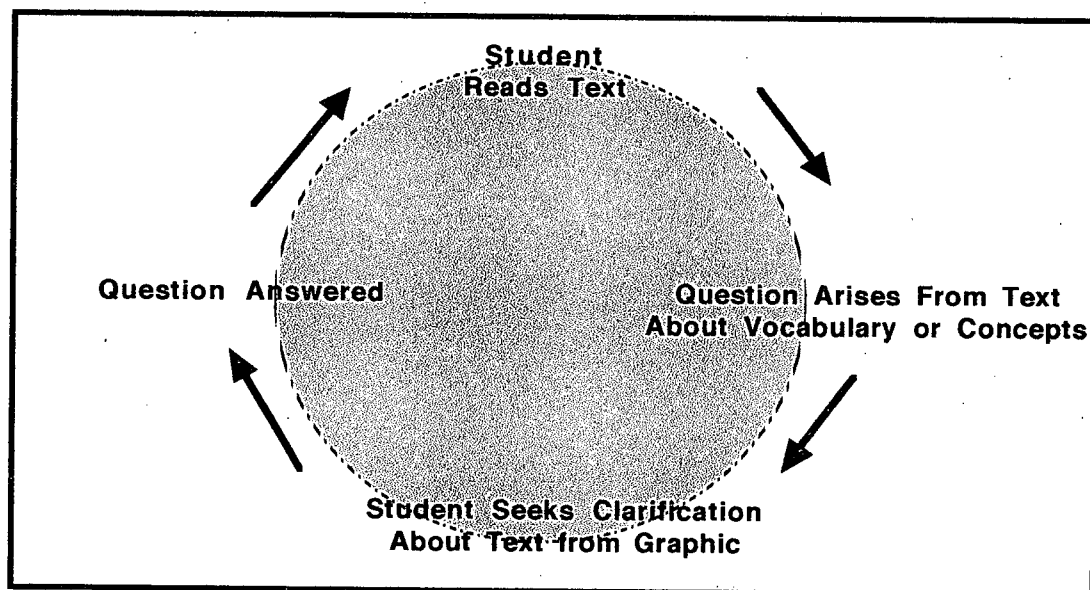 Student
Reads Text
Question Answered
Question Arises From Text
About Vocabulary or Concepts
Student Seeks Clarification
About Text from Graphic